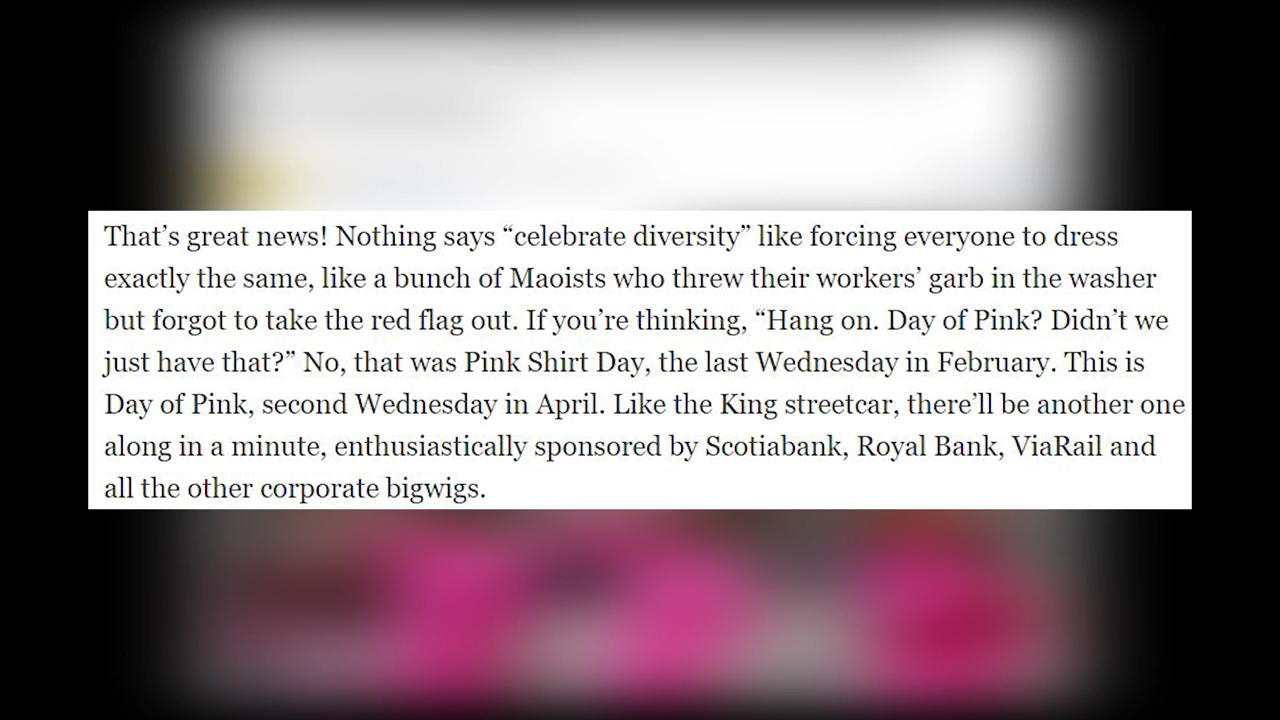 That’s great news! Nothing says “celebrate diversity” like forcing everyone to dress
exactly the same, like a bunch of Maoists who threw their workers’ garb in the washer
but forgot to take the red flag out. If you’re thinking, “Hang on. Day of Pink? Didn’t we
just have that?” No, that was Pink Shirt Day, the last Wednesday in February. This is
Day of Pink, second Wednesday in April. Like the King streetcar, there’ll be another one
along in a minute, enthusiastically sponsored by Scotiabank, Royal Bank, ViaRail and
all the other corporate bigwigs.